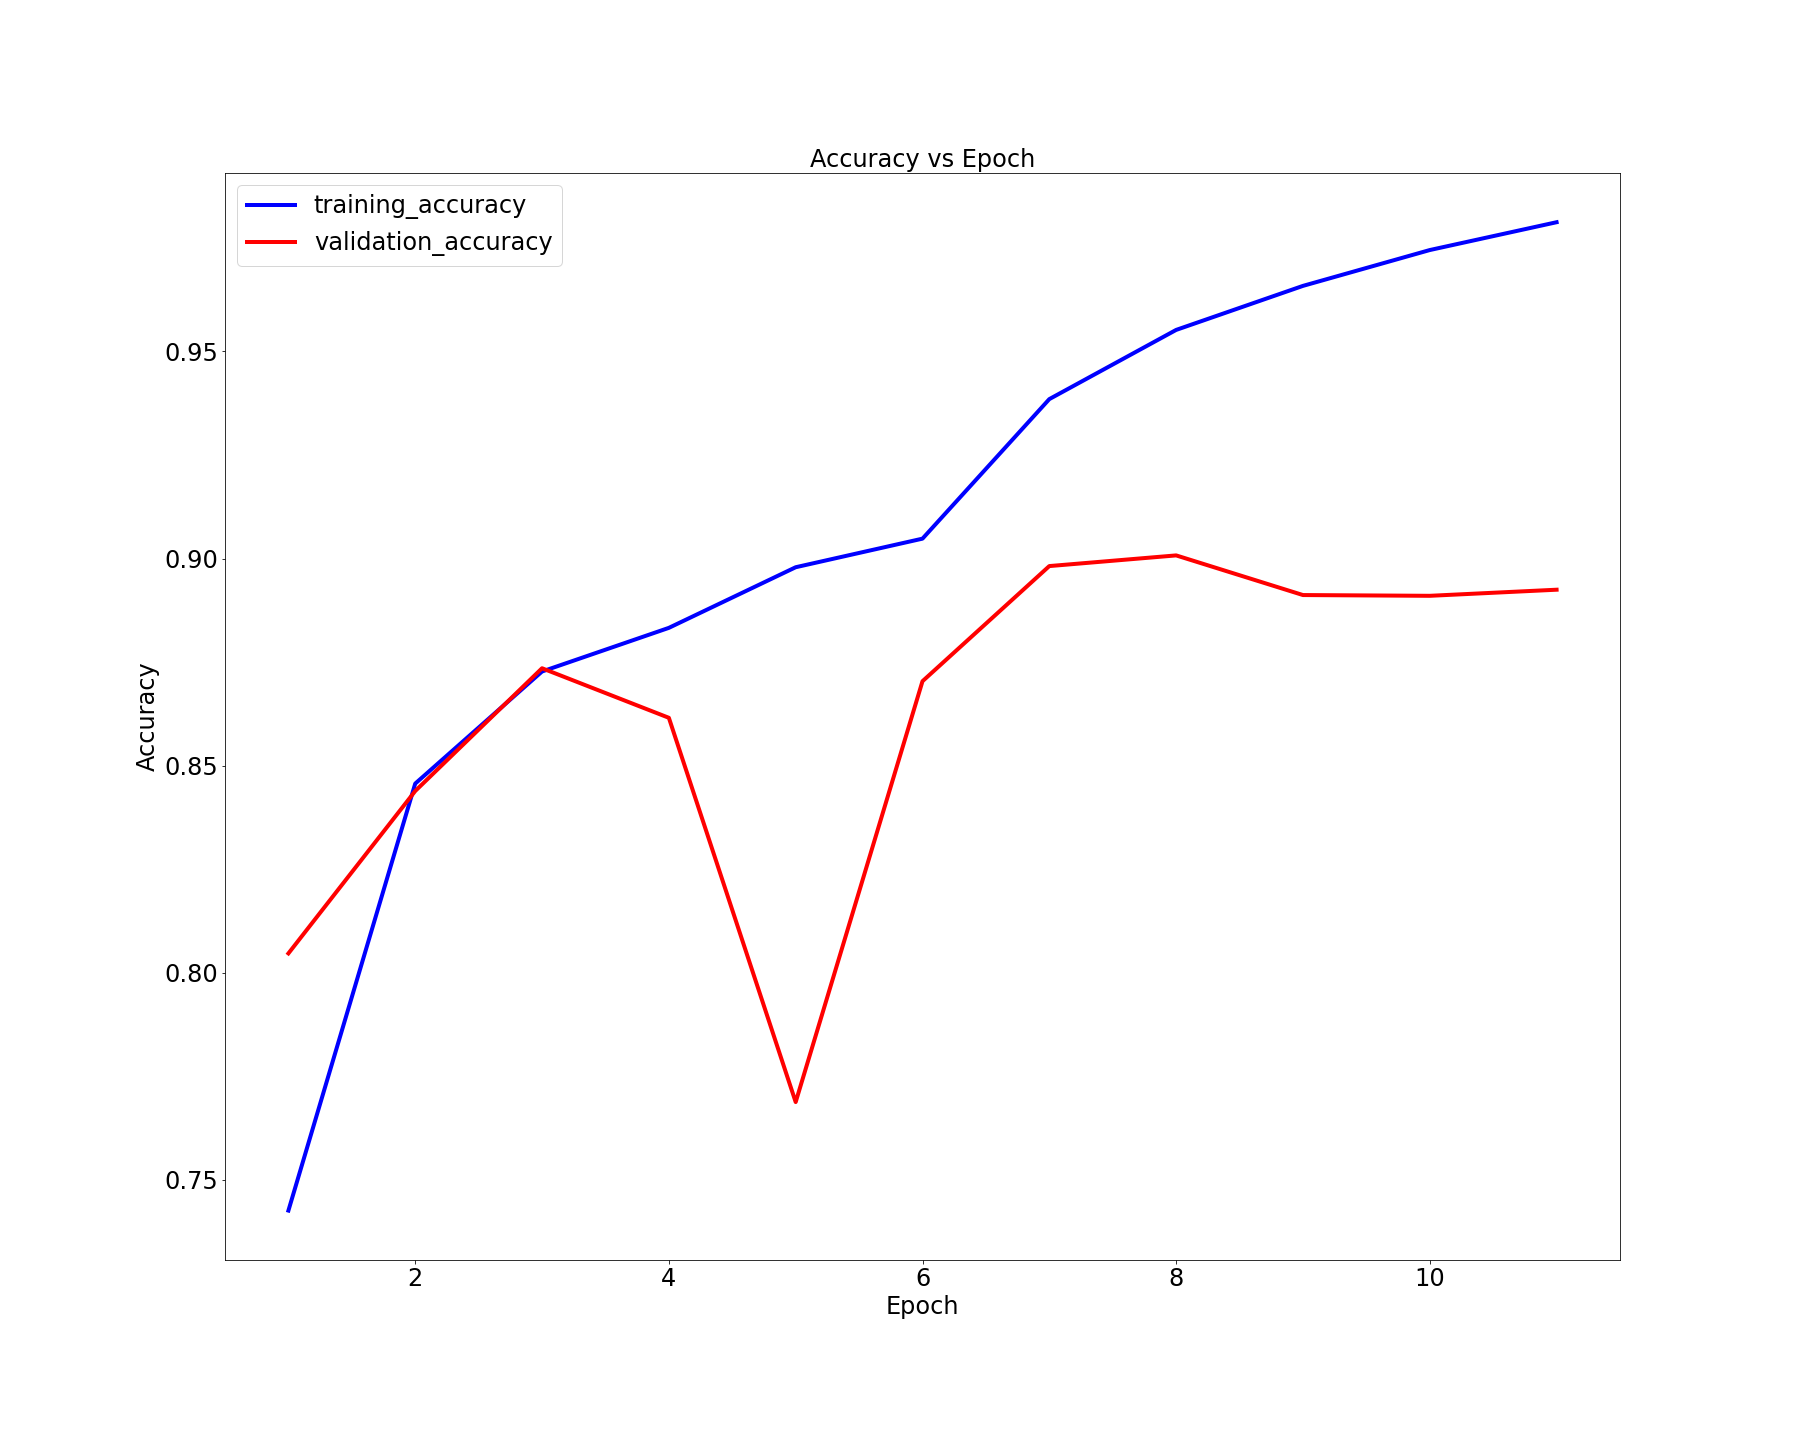 Accuracy vs Epoch
training_accuracy
validation_accuracy
0.95
0.90
0.85
0.80
0.75
Accuracy
2 4 6 8 10
Epoch